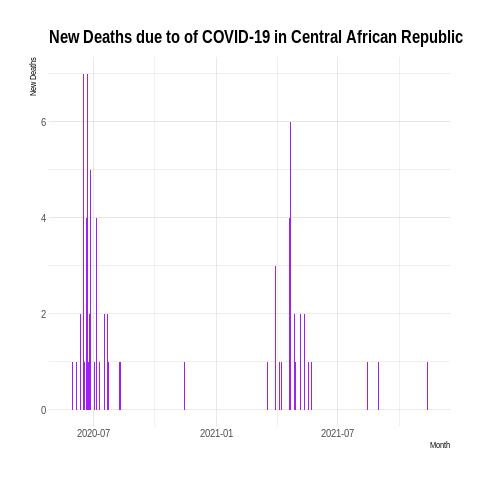 New Deaths due to of COVID-19 in Central African Republic
New Deaths
6
4
2
0
2020-07 2021-01 2021-07
Month